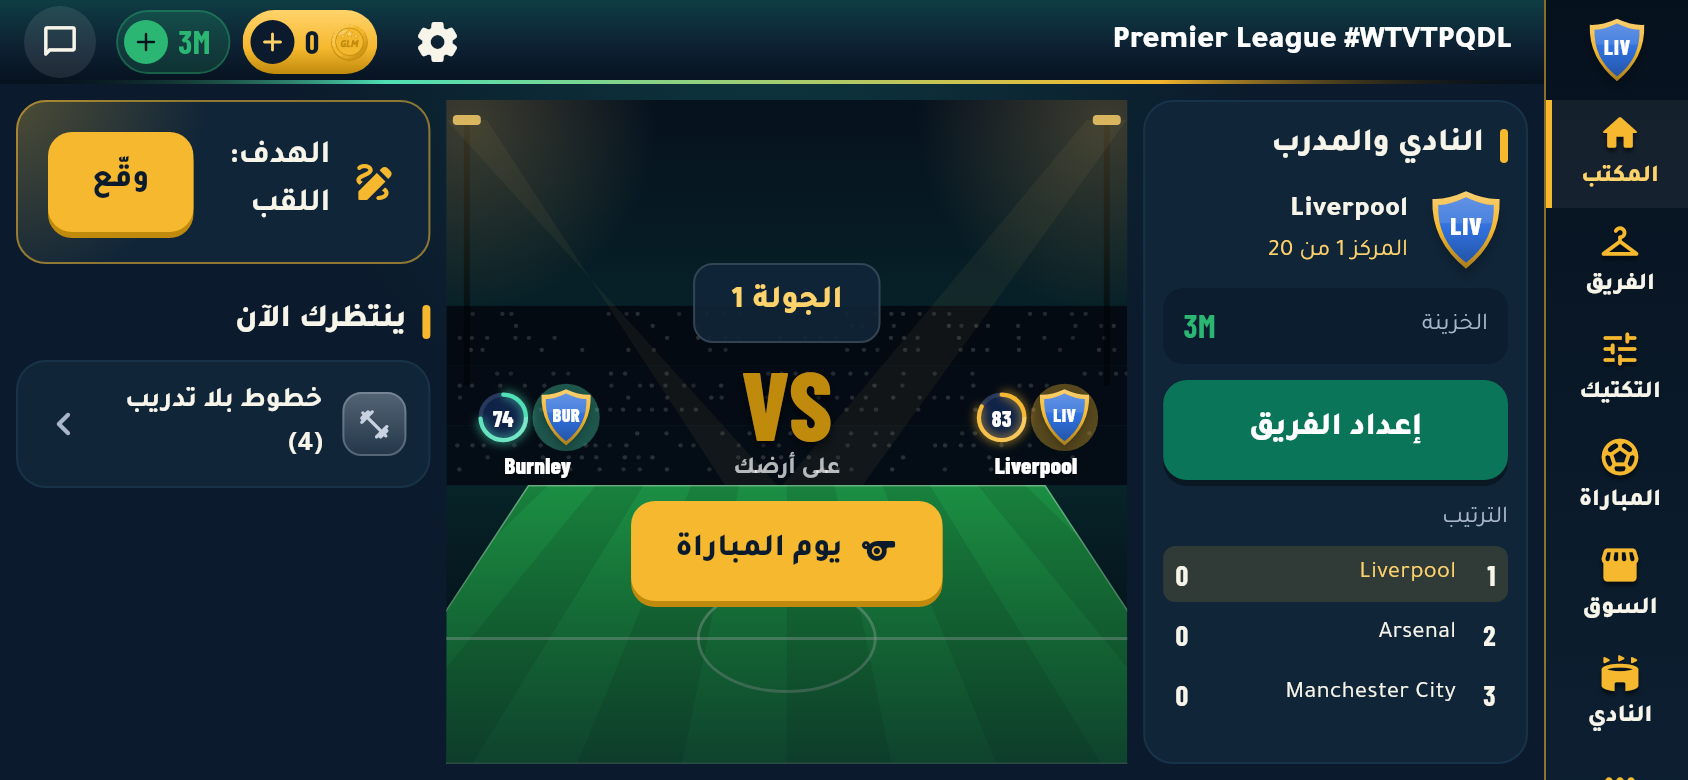 LIV
Premier League #WTVTPQDL
0
GLM
3M
المكتب
الفريق
التكتيك
المباراة
السوق
النادي
النادي والمدرب
LIV
Liverpool
المركز 1 من 20
الخزينة
3M
إعداد الفريق
الترتيب
1 Liverpool 0
2 Arsenal 0
3 Manchester City 0
الجولة 1
LIV
83
Liverpool
VS
على أرضك
BUR
74
Burnley
يوم المباراة
الهدف:
اللقب
وقّع
ينتظرك الآن
خطوط بلا تدريب
(4)